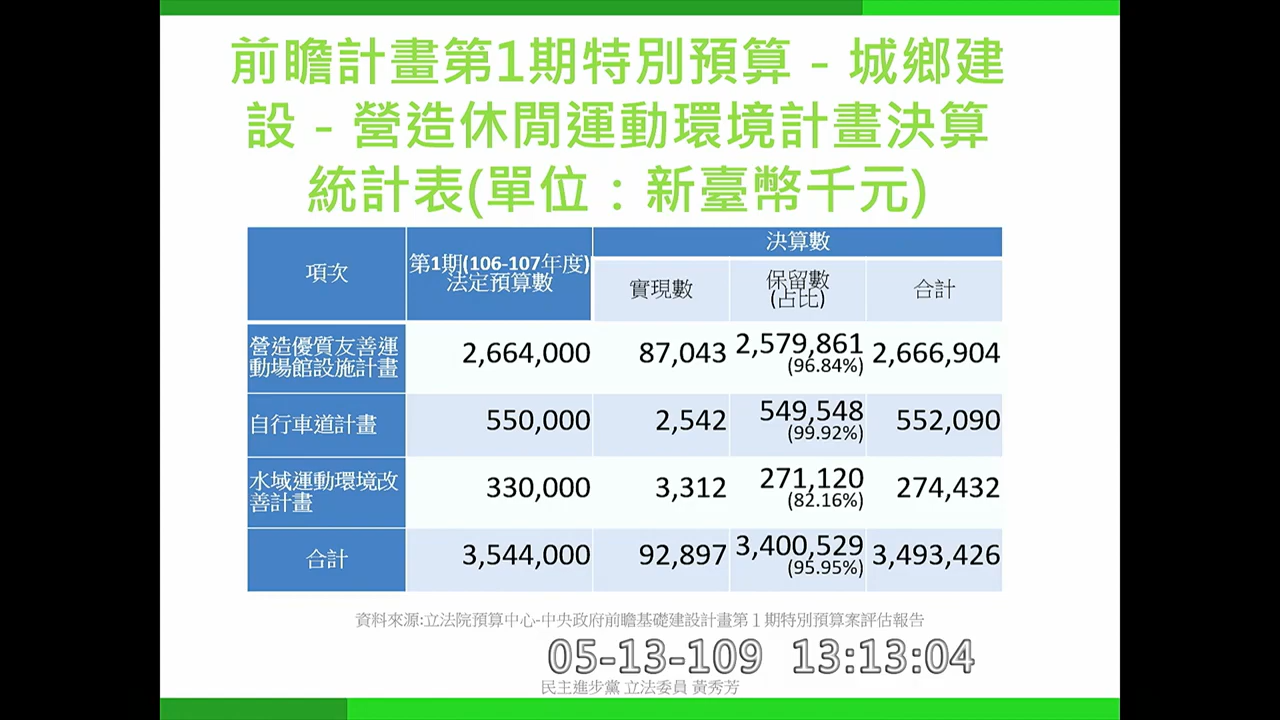 前瞻計畫第1期特別預算－城鄉建
設－營造休閒運動環境計畫決算
統計表(單位：新臺幣千元)
項次
第1期(106-107年度)
法定預算數
決算數
實現數
保留數
(占比)
合計
營造優質友善運
動場館設施計畫
2,664,000
87,043
2,579,861
(96.84%)
2,666,904
自行車道計畫
550,000
2,542
549,548
(99.92%)
552,090
水域運動環境改
善計畫
330,000
3,312
271,120
(82.16%)
274,432
合計
3,544,000
92,897
3,400,529
(95.95%)
3,493,426
資料來源:立法院預算中心-中央政府前瞻基礎建設計畫第１期特別預算案評估報告
05-13-109 13:13:04
民主進步黨 立法委員 黃秀芳